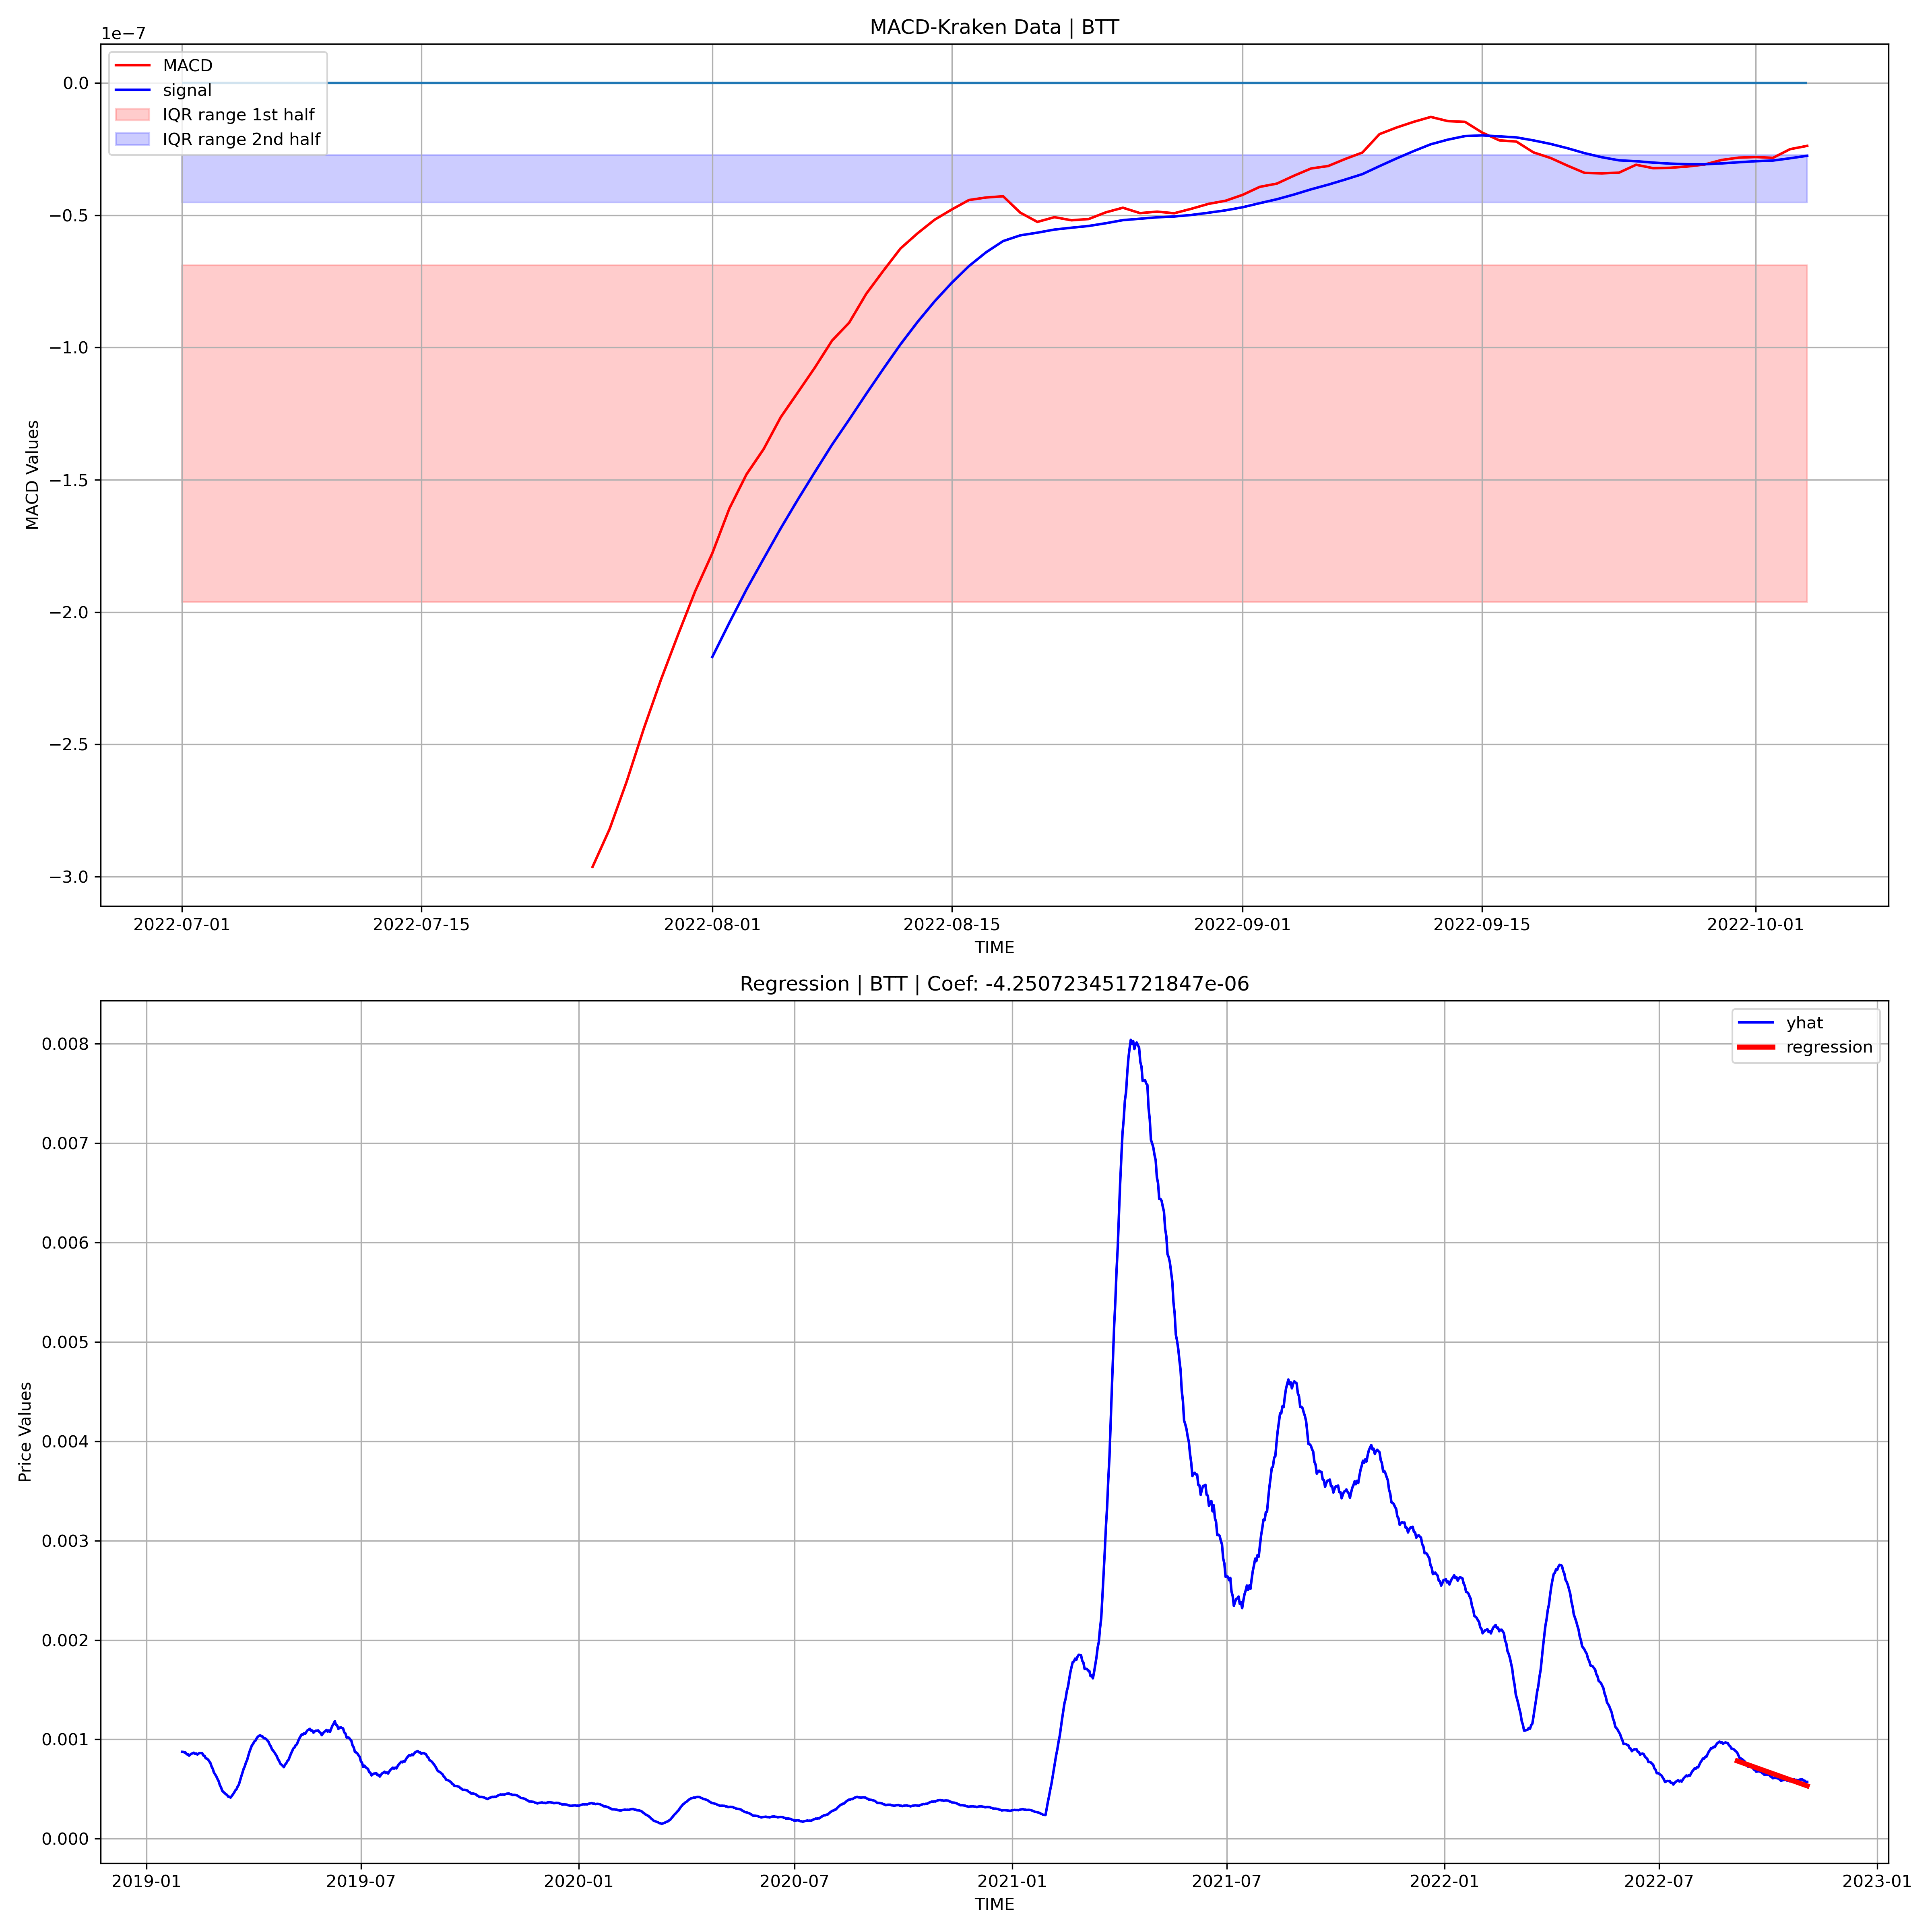 MACD-Kraken Data | BTT
1e−7
MACD
signal
IQR range 1st half
IQR range 2nd half
0.0
−0.5
−1.0
−1.5
−2.0
−2.5
−3.0
MACD Values
2022-07-01 2022-07-15 2022-08-01 2022-08-15 2022-09-01 2022-09-15 2022-10-01
TIME
Regression | BTT | Coef: -4.250723451721847e-06
yhat
regression
0.008
0.007
0.006
0.005
0.004
0.003
0.002
0.001
0.000
Price Values
2019-01 2019-07 2020-01 2020-07 2021-01 2021-07 2022-01 2022-07 2023-01
TIME